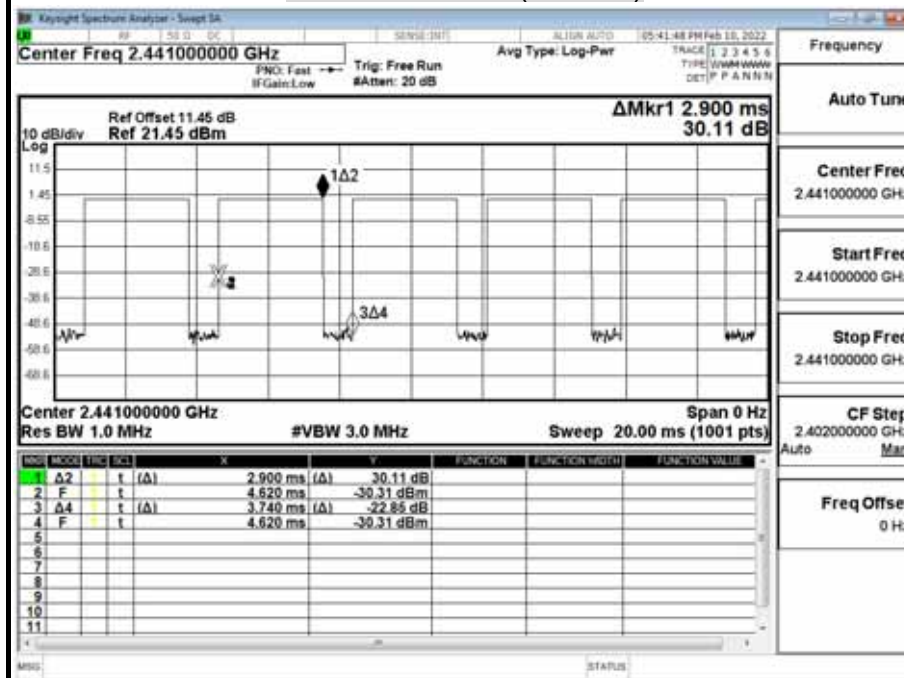 Keysight Spectrum Analyzer - Swept SA
RF 50 Ω DC SENSE:INT ALIGN AUTO 05:41:48 PM Feb 10, 2022
Center Freq 2.441000000 GHz
PNO: Fast
IFGain:Low
Trig: Free Run
#Atten: 20 dB
Avg Type: Log-Pwr
TRACE 1 2 3 4 5 6
TYPE
DET P P A N N N
Ref Offset 11.45 dB
Ref 21.45 dBm
10 dB/div
Log
ΔMkr1 2.900 ms
30.11 dB
11.5
1.45
-8.55
-18.6
-28.6
-38.6
-48.6
-58.6
-68.6
1Δ2
3Δ4
Center 2.441000000 GHz
Span 0 Hz
Res BW 1.0 MHz
#VBW 3.0 MHz
Sweep 20.00 ms (1001 pts)
MKR MODE TRC SCL X Y FUNCTION FUNCTION WIDTH FUNCTION VALUE
1 Δ2 1 t (Δ) 2.900 ms (Δ) 30.11 dB
2 F 1 t 4.620 ms -30.31 dBm
3 Δ4 1 t (Δ) 3.740 ms (Δ) -22.85 dB
4 F 1 t 4.620 ms -30.31 dBm
5
6
7
8
9
10
11
MSG
STATUS
Frequency
Auto Tune
Center Freq
2.441000000 GHz
Start Freq
2.441000000 GHz
Stop Freq
2.441000000 GHz
CF Step
2.402000000 GHz
Auto Man
Freq Offset
0 Hz